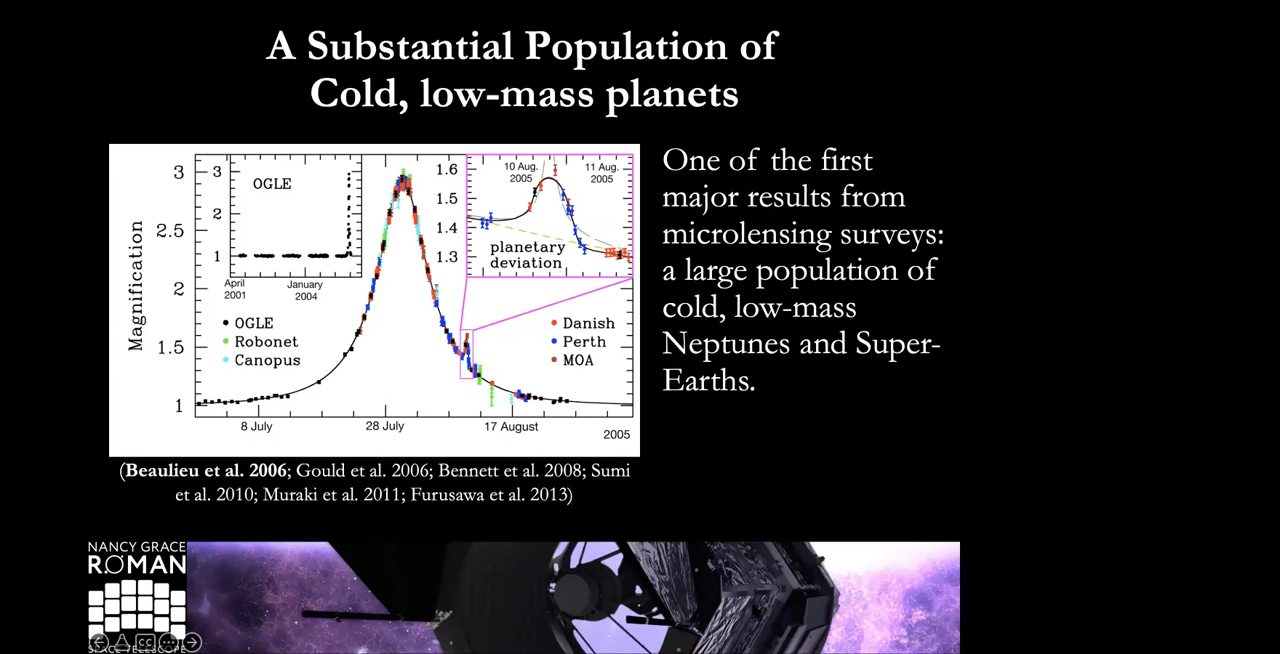 A Substantial Population of
Cold, low-mass planets
Magnification
3
2.5
2
1.5
1
8 July
28 July
17 August
2005
OGLE
3
2
1
April
2001
January
2004
1.6
1.5
1.4
1.3
10 Aug.
2005
11 Aug.
2005
planetary
deviation
OGLE
Robonet
Canopus
Danish
Perth
MOA
One of the first
major results from
microlensing surveys:
a large population of
cold, low-mass
Neptunes and Super-
Earths.
(Beaulieu et al. 2006; Gould et al. 2006; Bennett et al. 2008; Sumi
et al. 2010; Muraki et al. 2011; Furusawa et al. 2013)
NANCY GRACE
ROMAN
CC
SPACE TELESCOPE